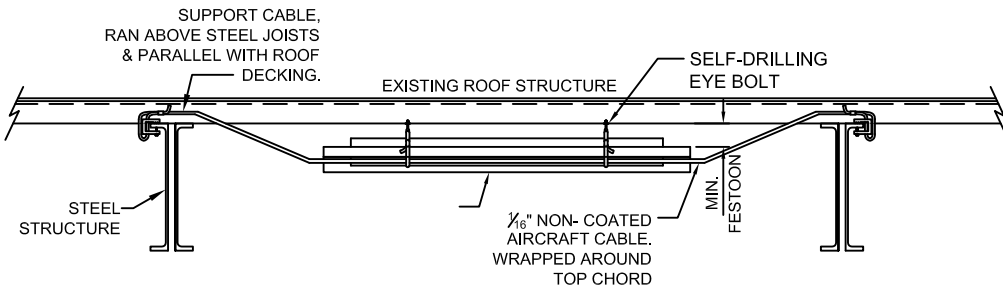 SUPPORT CABLE,
RAN ABOVE STEEL JOISTS
& PARALLEL WITH ROOF
DECKING.
EXISTING ROOF STRUCTURE
SELF-DRILLING
EYE BOLT
STEEL
STRUCTURE
1/16" NON- COATED
AIRCRAFT CABLE.
WRAPPED AROUND
TOP CHORD
MIN.
FESTOON